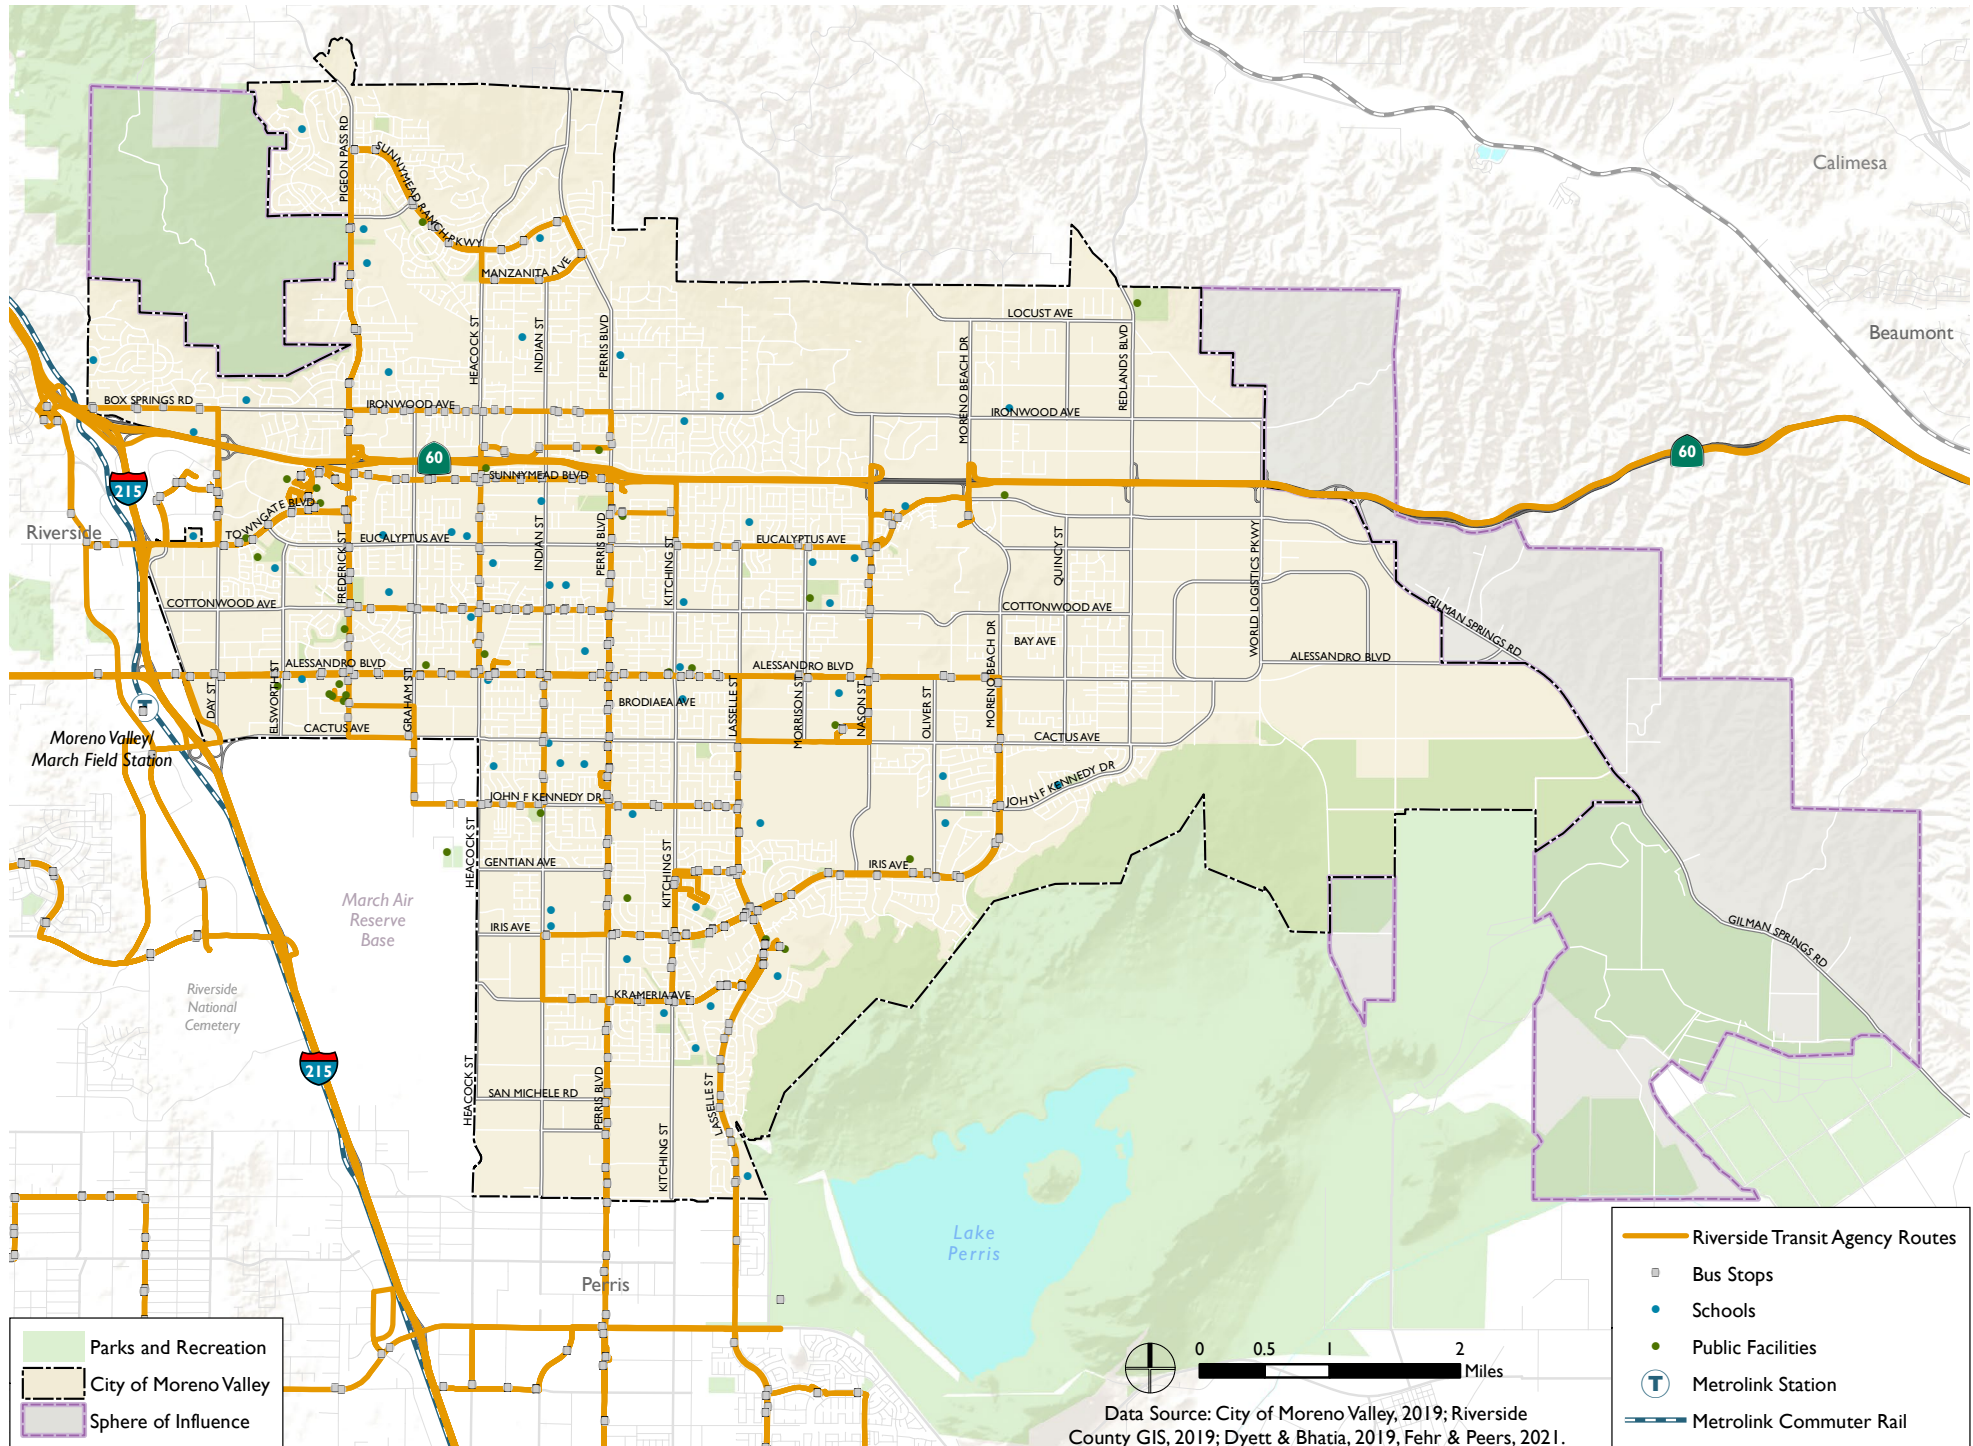 Calimesa
Beaumont
PIGEON PASS RD
SUNNYMEAD RANCH PKWY
MANZANITA AVE
HEACOCK ST
INDIAN ST
PERRIS BLVD
LOCUST AVE
MORENO BEACH DR
REDLANDS BLVD
BOX SPRINGS RD
IRONWOOD AVE
IRONWOOD AVE
60
60
215
SUNNYMEAD BLVD
TOWNGATE BLVD
Riverside
FREDERICK ST
EUCALYPTUS AVE
INDIAN ST
PERRIS BLVD
KITCHING ST
EUCALYPTUS AVE
QUINCY ST
WORLD LOGISTICS PKWY
COTTONWOOD AVE
COTTONWOOD AVE
GILMAN SPRINGS RD
BAY AVE
MORENO BEACH DR
ALESSANDRO BLVD
ALESSANDRO BLVD
ALESSANDRO BLVD
DAY ST
ELSWORTH ST
GRAHAM ST
BRODIAEA AVE
LASSELLE ST
MORRISON ST
NASON ST
OLIVER ST
CACTUS AVE
CACTUS AVE
T
Moreno Valley/
March Field Station
JOHN F KENNEDY DR
JOHN F KENNEDY DR
HEACOCK ST
GENTIAN AVE
KITCHING ST
IRIS AVE
March Air
Reserve
Base
IRIS AVE
GILMAN SPRINGS RD
Riverside
National
Cemetery
KRAMERIA AVE
215
HEACOCK ST
SAN MICHELE RD
PERRIS BLVD
LASSELLE ST
KITCHING ST
Lake
Perris
Perris
Parks and Recreation
City of Moreno Valley
Sphere of Influence
0 0.5 1 2
Miles
Data Source: City of Moreno Valley, 2019; Riverside
County GIS, 2019; Dyett & Bhatia, 2019, Fehr & Peers, 2021.
Riverside Transit Agency Routes
Bus Stops
Schools
Public Facilities
T
Metrolink Station
Metrolink Commuter Rail